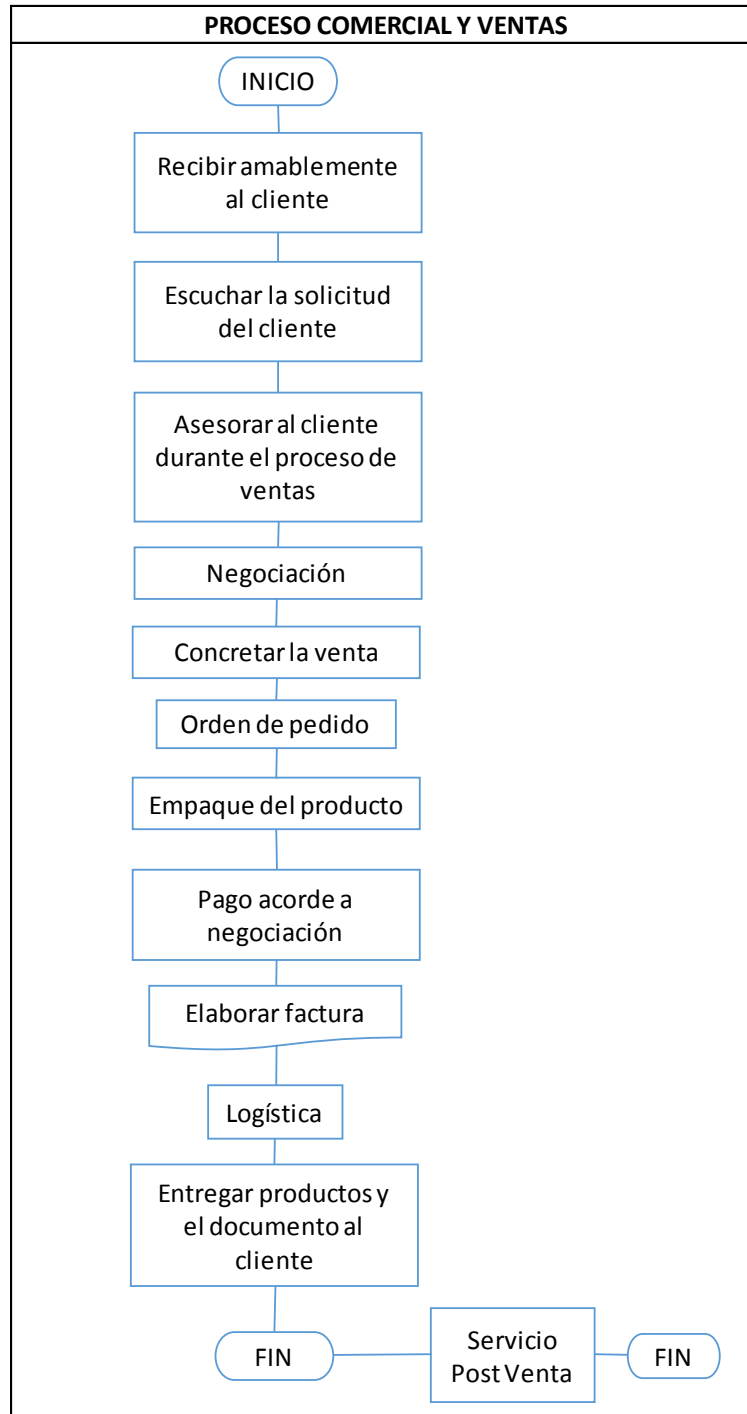 PROCESO COMERCIAL Y VENTAS
INICIO
Recibir amablemente
al cliente
Escuchar la solicitud
del cliente
Asesorar al cliente
durante el proceso de
ventas
Negociación
Concretar la venta
Orden de pedido
Empaque del producto
Pago acorde a
negociación
Elaborar factura
Logística
Entregar productos y
el documento al
cliente
FIN
Servicio
Post Venta
FIN